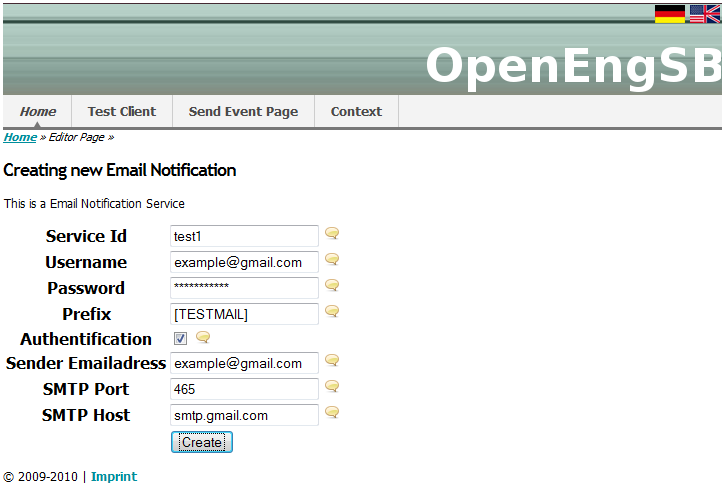 OpenEngSB
Home Test Client Send Event Page Context
Home » Editor Page »
Creating new Email Notification
This is a Email Notification Service
Service Id test1
Username example@gmail.com
Password ***********
Prefix [TESTMAIL]
Authentification
Sender Emailadress example@gmail.com
SMTP Port 465
SMTP Host smtp.gmail.com
Create
© 2009-2010 | Imprint